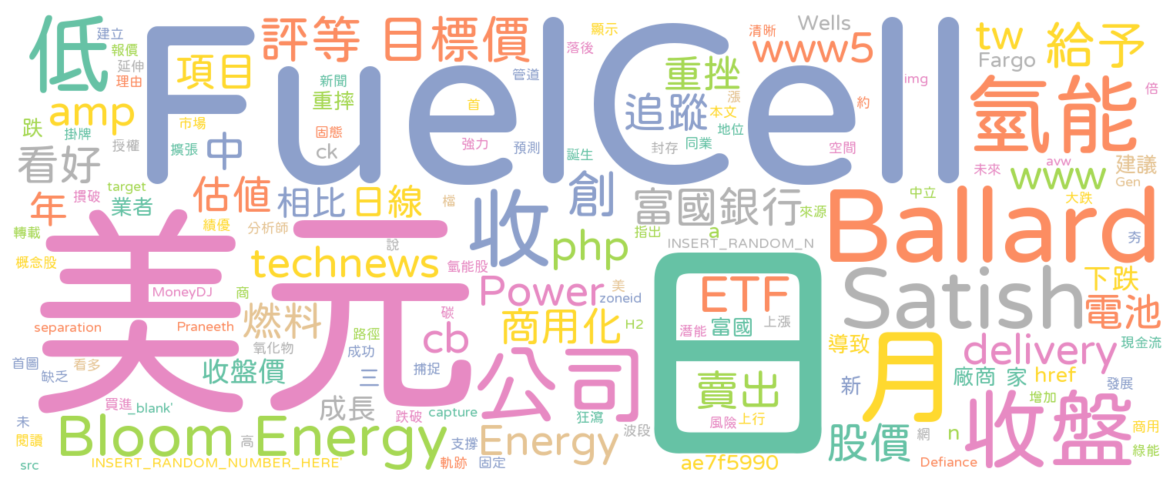 FuelCell
美元
日
收
月
公司
收盤
Ballard
Satish
Bloom Energy
氫能
低
評等
目標價
項目
amp
看好
中
年
估值
相比
日線
technews
燃料
收盤價
成長
三
cb
Power
商用化
Energy
php
創
富國銀行
追蹤
重挫
www5
tw
給予
Wells
Fargo
www
建議
Gen
下跌
電池
delivery
導致
新
廠商
家
href
股價
n
ae7f5990
賣出
ETF
富國
潛能
上漲
風險
上行
建立
報價
延伸
理由
市場
跌
掛牌
授權
擴張
target
摜破
業者
績優
轉載
概念股
分析師
MoneyDJ
商
separation
Praneeth
氧化物
首圖
缺乏
看多
買進
_blank'
未
閱讀
高
src
INSERT_RANDOM_NUMBER_HERE'
新聞
重摔
固態
ck
首
管道
強力
預測
落後
顯示
誕生
封存
同業
地位
本文
漲
清晰
約
空間
img
倍
未來
avw
大跌
中立
夯
來源
a
指出
INSERT_RANDOM_N
檔
說
氫能股
美
zoneid
H2
碳
路徑
成功
捕捉
跌破
capture
支撐
軌跡
固定
狂瀉
波段
現金流
發展
增加
商用
綠能
網
Defiance